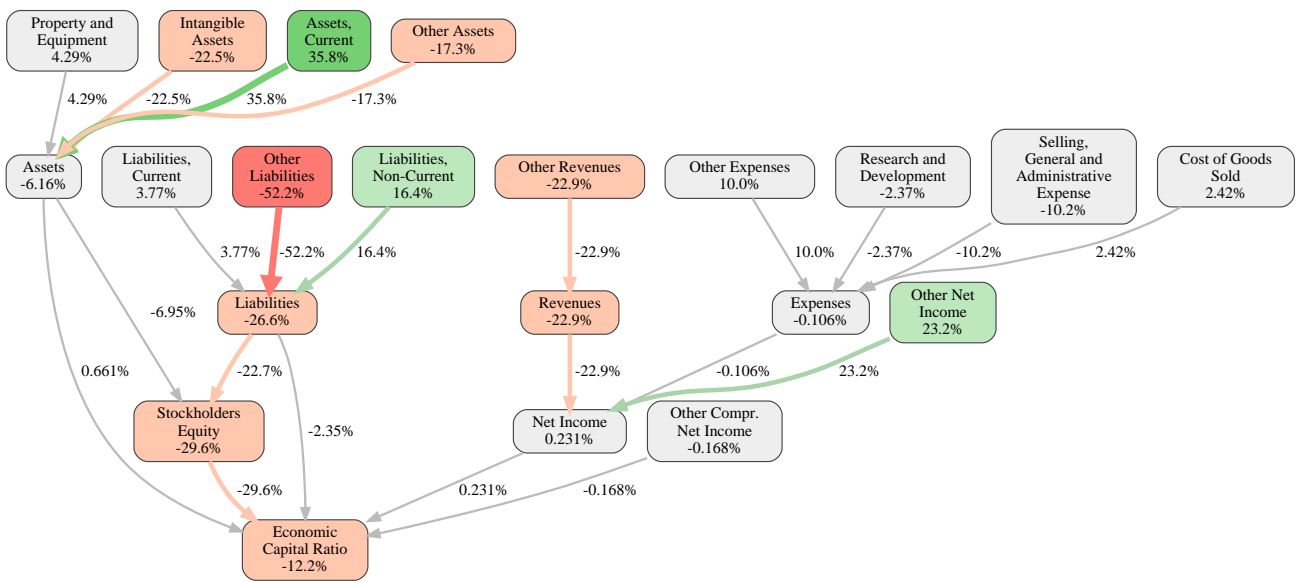 Property and
Equipment
4.29%
Intangible
Assets
-22.5%
Assets,
Current
35.8%
Other Assets
-17.3%
4.29%
-22.5%
35.8%
-17.3%
Assets
-6.16%
Liabilities,
Current
3.77%
Other
Liabilities
-52.2%
Liabilities,
Non-Current
16.4%
Other Revenues
-22.9%
Other Expenses
10.0%
Research and
Development
-2.37%
Selling,
General and
Administrative
Expense
-10.2%
Cost of Goods
Sold
2.42%
3.77%
-52.2%
16.4%
-22.9%
10.0%
-2.37%
-10.2%
2.42%
Liabilities
-26.6%
Revenues
-22.9%
Expenses
-0.106%
Other Net
Income
23.2%
-6.95%
0.661%
-22.7%
-22.9%
-0.106%
23.2%
Stockholders
Equity
-29.6%
-2.35%
Net Income
0.231%
Other Compr.
Net Income
-0.168%
-29.6%
0.231%
-0.168%
Economic
Capital Ratio
-12.2%